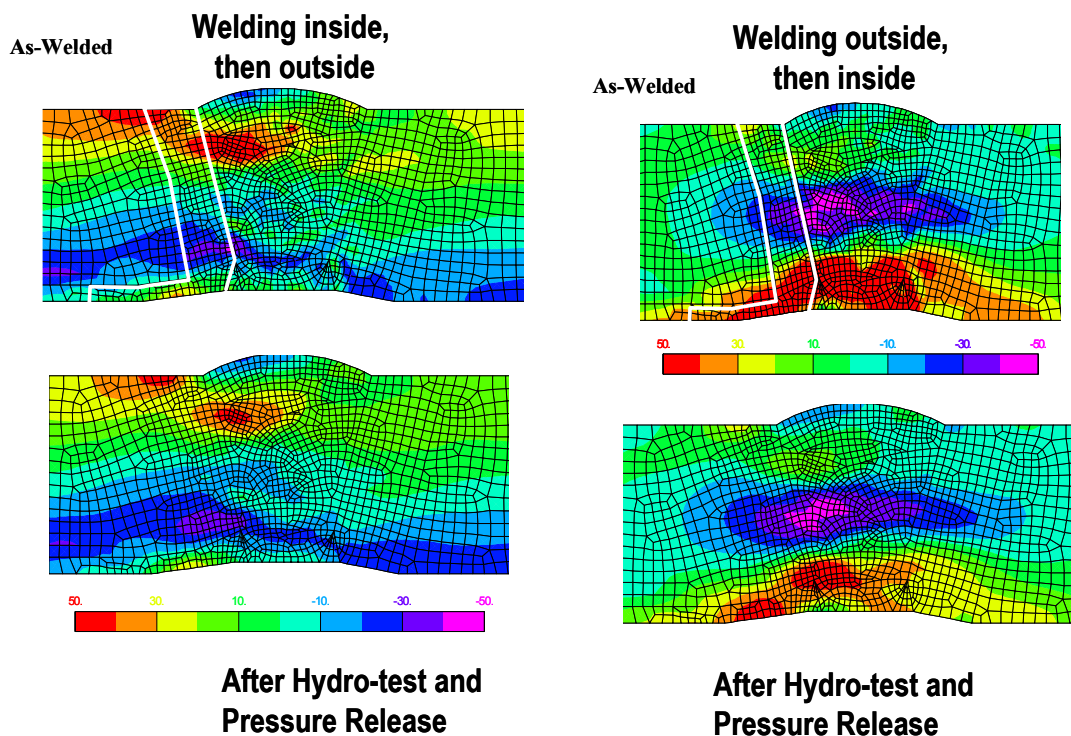 As-Welded
Welding inside,
then outside
50. 30. 10. -10. -30. -50.
After Hydro-test and
Pressure Release
As-Welded
Welding outside,
then inside
50. 30. 10. -10. -30. -50.
After Hydro-test and
Pressure Release